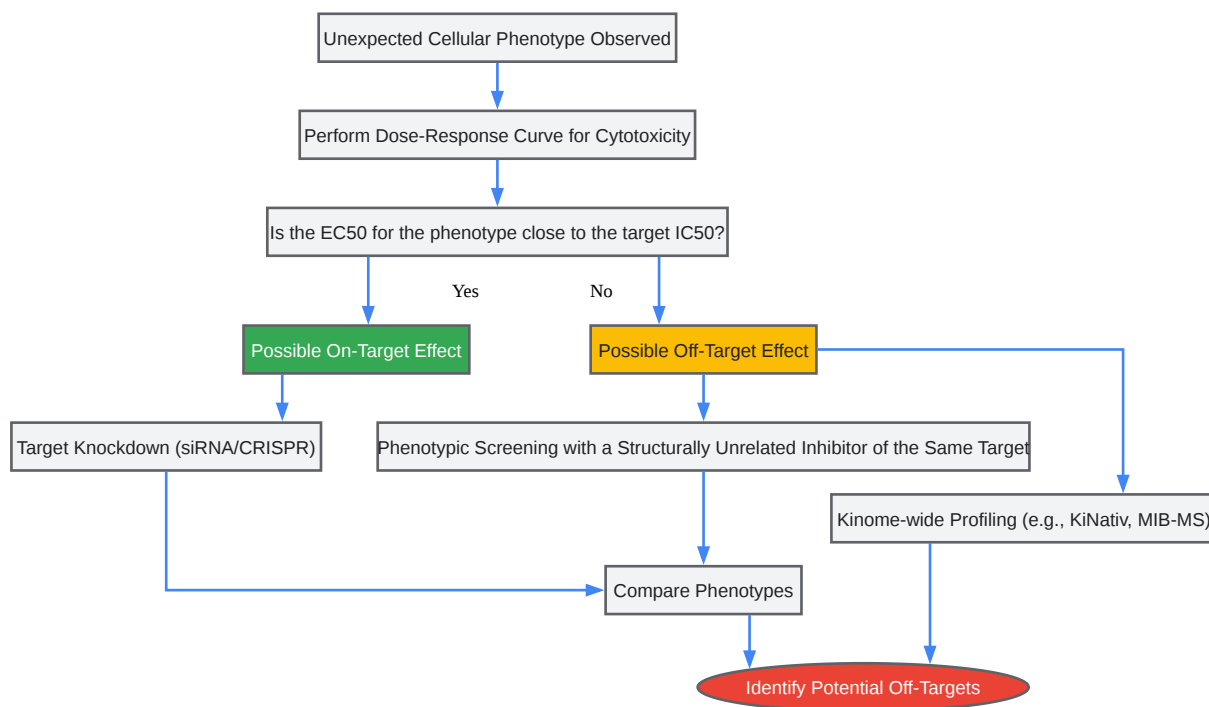 Unexpected Cellular Phenotype Observed
Perform Dose-Response Curve for Cytotoxicity
Is the EC50 for the phenotype close to the target IC50?
Yes
No
Possible On-Target Effect
Possible Off-Target Effect
Target Knockdown (siRNA/CRISPR)
Phenotypic Screening with a Structurally Unrelated Inhibitor of the Same Target
Kinome-wide Profiling (e.g., KiNativ, MIB-MS)
Compare Phenotypes
Identify Potential Off-Targets